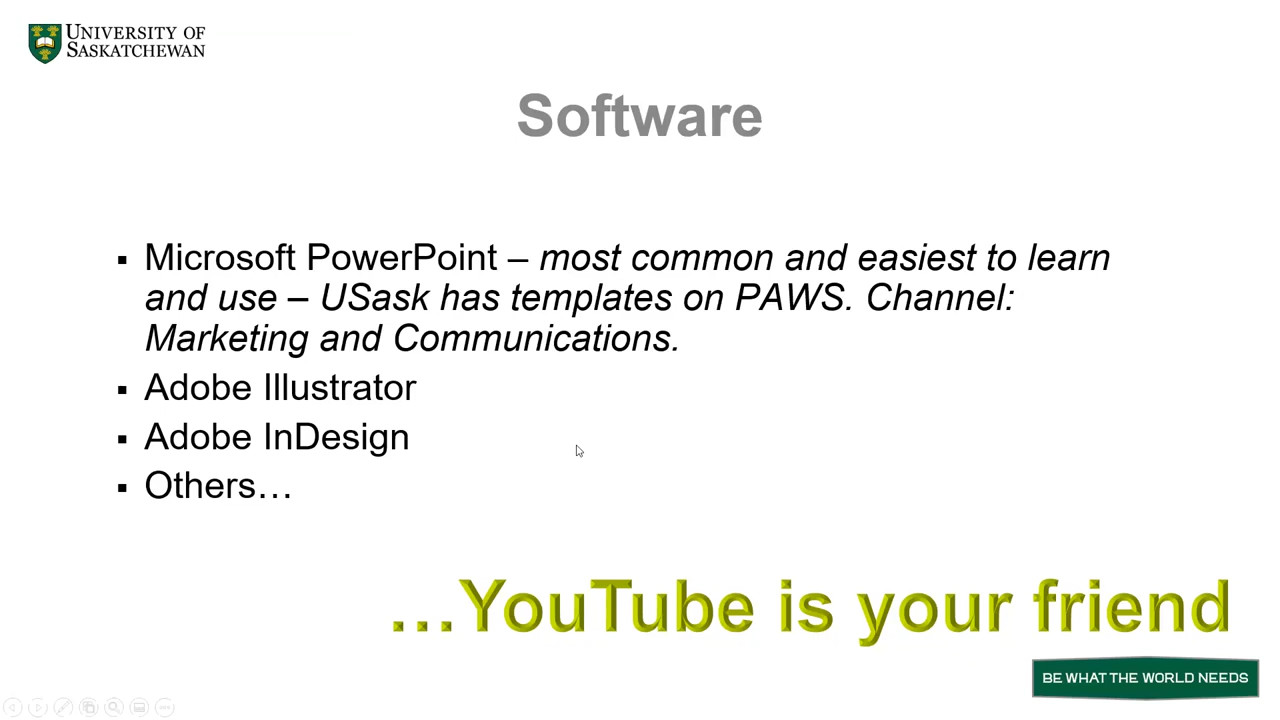 UNIVERSITY OF
SASKATCHEWAN
Software
▪ Microsoft PowerPoint – most common and easiest to learn
and use – USask has templates on PAWS. Channel:
Marketing and Communications.
▪ Adobe Illustrator
▪ Adobe InDesign
▪ Others…
…YouTube is your friend
BE WHAT THE WORLD NEEDS